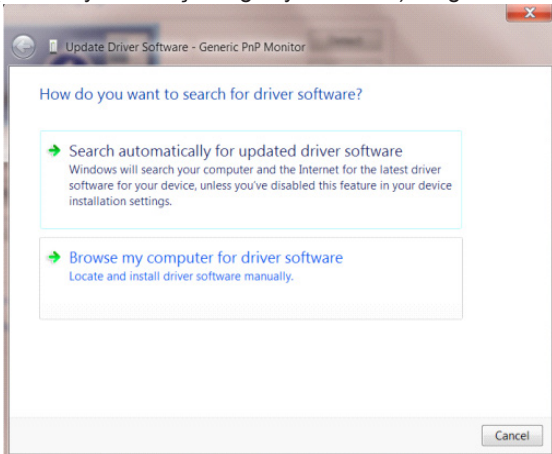 Update Driver Software - Generic PnP Monitor
How do you want to search for driver software?
Search automatically for updated driver software
Windows will search your computer and the Internet for the latest driver
software for your device, unless you've disabled this feature in your device
installation settings.
Browse my computer for driver software
Locate and install driver software manually.
Cancel